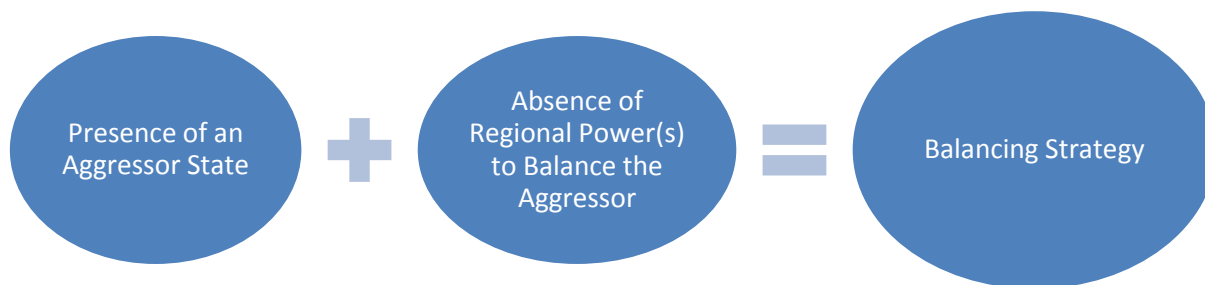 Presence of an
Aggressor State
Absence of
Regional Power(s)
to Balance the
Aggressor
Balancing Strategy